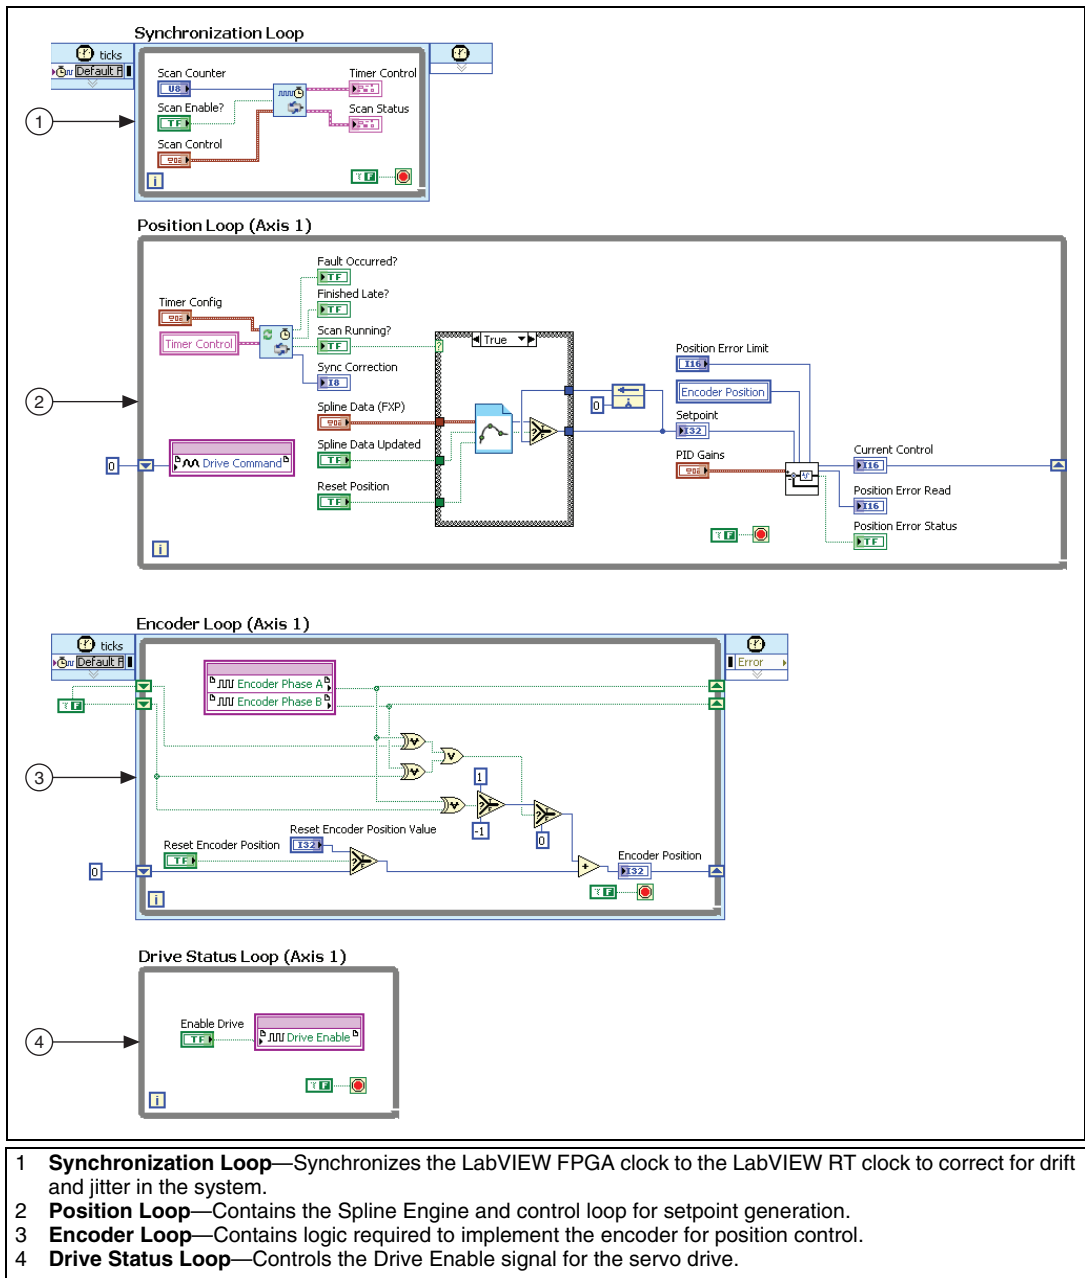 Synchronization Loop
ticks
Default
Scan Counter
U8
Timer Control
Scan Enable?
TF
Scan Status
Scan Control
i
F
1
Position Loop (Axis 1)
Fault Occurred?
TF
Finished Late?
TF
Timer Config
Scan Running?
TF
Timer Control
Sync Correction
I8
True
?
Position Error Limit
I16
Encoder Position
0
Spline Data (FXP)
Setpoint
I32
Spline Data Updated
TF
PID Gains
Current Control
I16
0
Drive Command
Reset Position
TF
Position Error Read
I16
Position Error Status
TF
F
i
2
Encoder Loop (Axis 1)
ticks
Default
Error
Encoder Phase A
Encoder Phase B
F
3
1
-1
0
Reset Encoder Position Value
I32
Reset Encoder Position
TF
Encoder Position
I32
0
F
i
Drive Status Loop (Axis 1)
Enable Drive
TF
Drive Enable
4
F
i
1 Synchronization Loop—Synchronizes the LabVIEW FPGA clock to the LabVIEW RT clock to correct for drift
and jitter in the system.
2 Position Loop—Contains the Spline Engine and control loop for setpoint generation.
3 Encoder Loop—Contains logic required to implement the encoder for position control.
4 Drive Status Loop—Controls the Drive Enable signal for the servo drive.